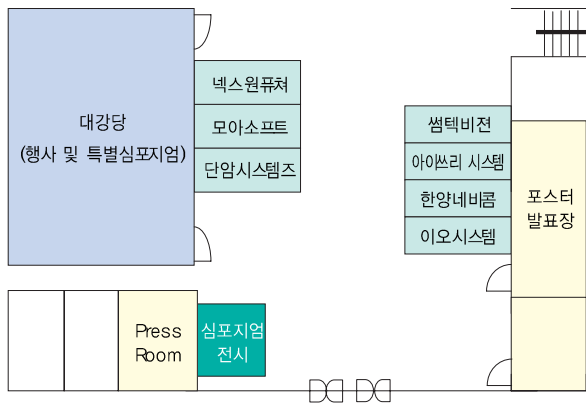 대강당
(행사 및 특별심포지엄)
넥스원퓨쳐
모아소프트
단암시스템즈
썸텍비젼
아이쓰리 시스템
한양네비콤
이오시스템
포스터
발표장
Press
Room
심포지엄
전시